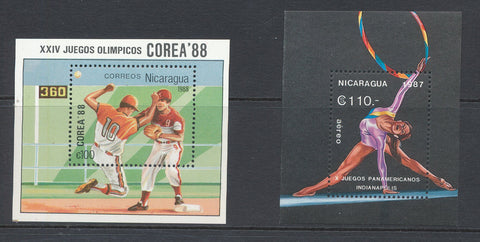 XXIV JUEGOS OLIMPICOS COREA'88
CORREOS Nicaragua
1988
360
COREA'88
10
₡100
NICARAGUA 1987
₡110.-
aéreo
X JUEGOS PANAMERICANOS
INDIANAPOLIS